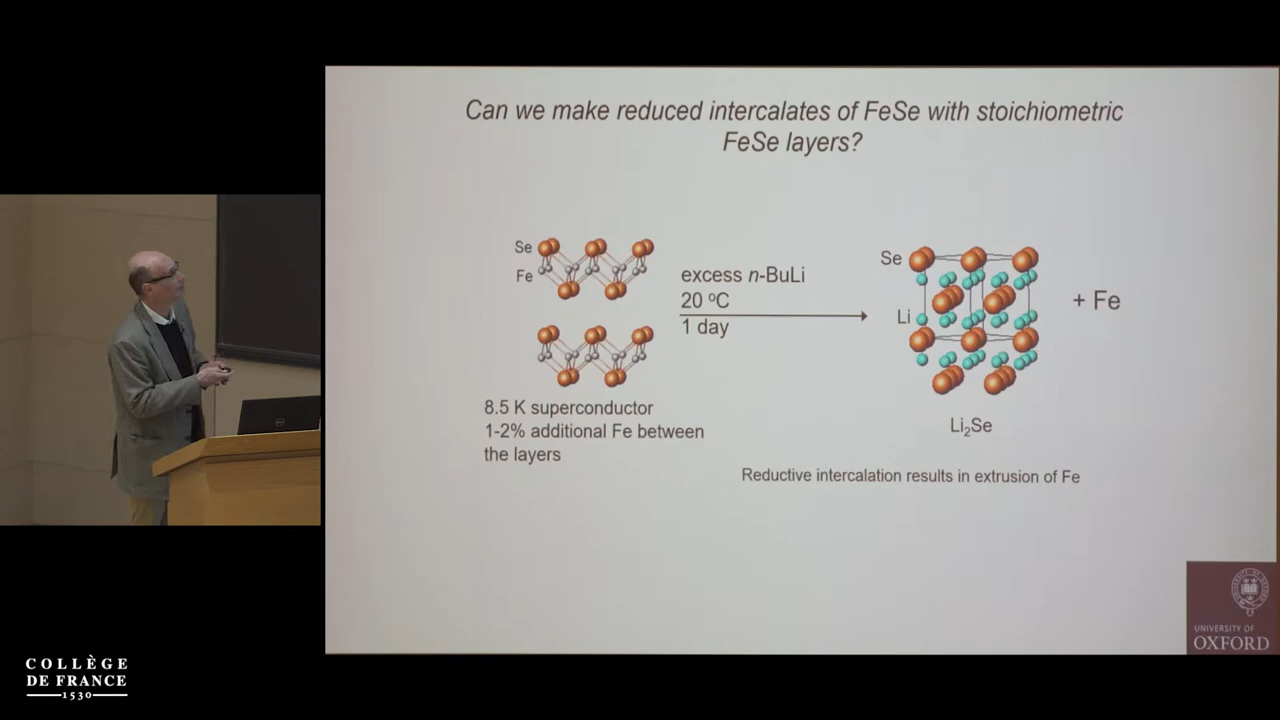 Can we make reduced intercalates of FeSe with stoichiometric
FeSe layers?
Se
Fe
excess n-BuLi
20 °C
1 day
Se
Li
+ Fe
8.5 K superconductor
1-2% additional Fe between
the layers
Li₂Se
Reductive intercalation results in extrusion of Fe
UNIVERSITY OF
OXFORD
COLLÈGE
DE FRANCE
1530